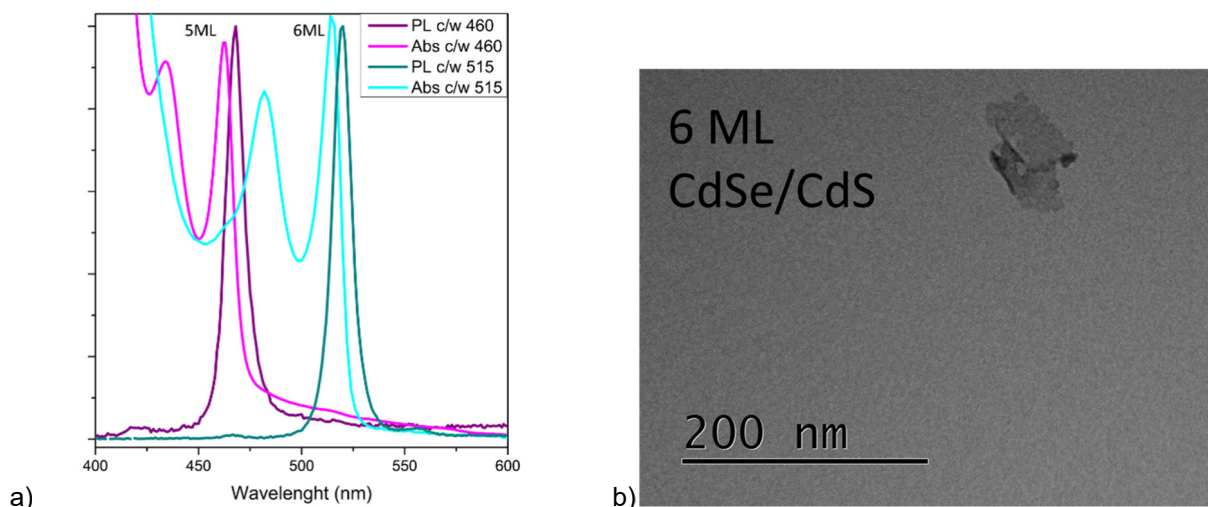 5ML
6ML
PL c/w 460
Abs c/w 460
PL c/w 515
Abs c/w 515
400
450
500
550
600
Wavelenght (nm)
a)
6 ML
CdSe/CdS
200 nm
b)